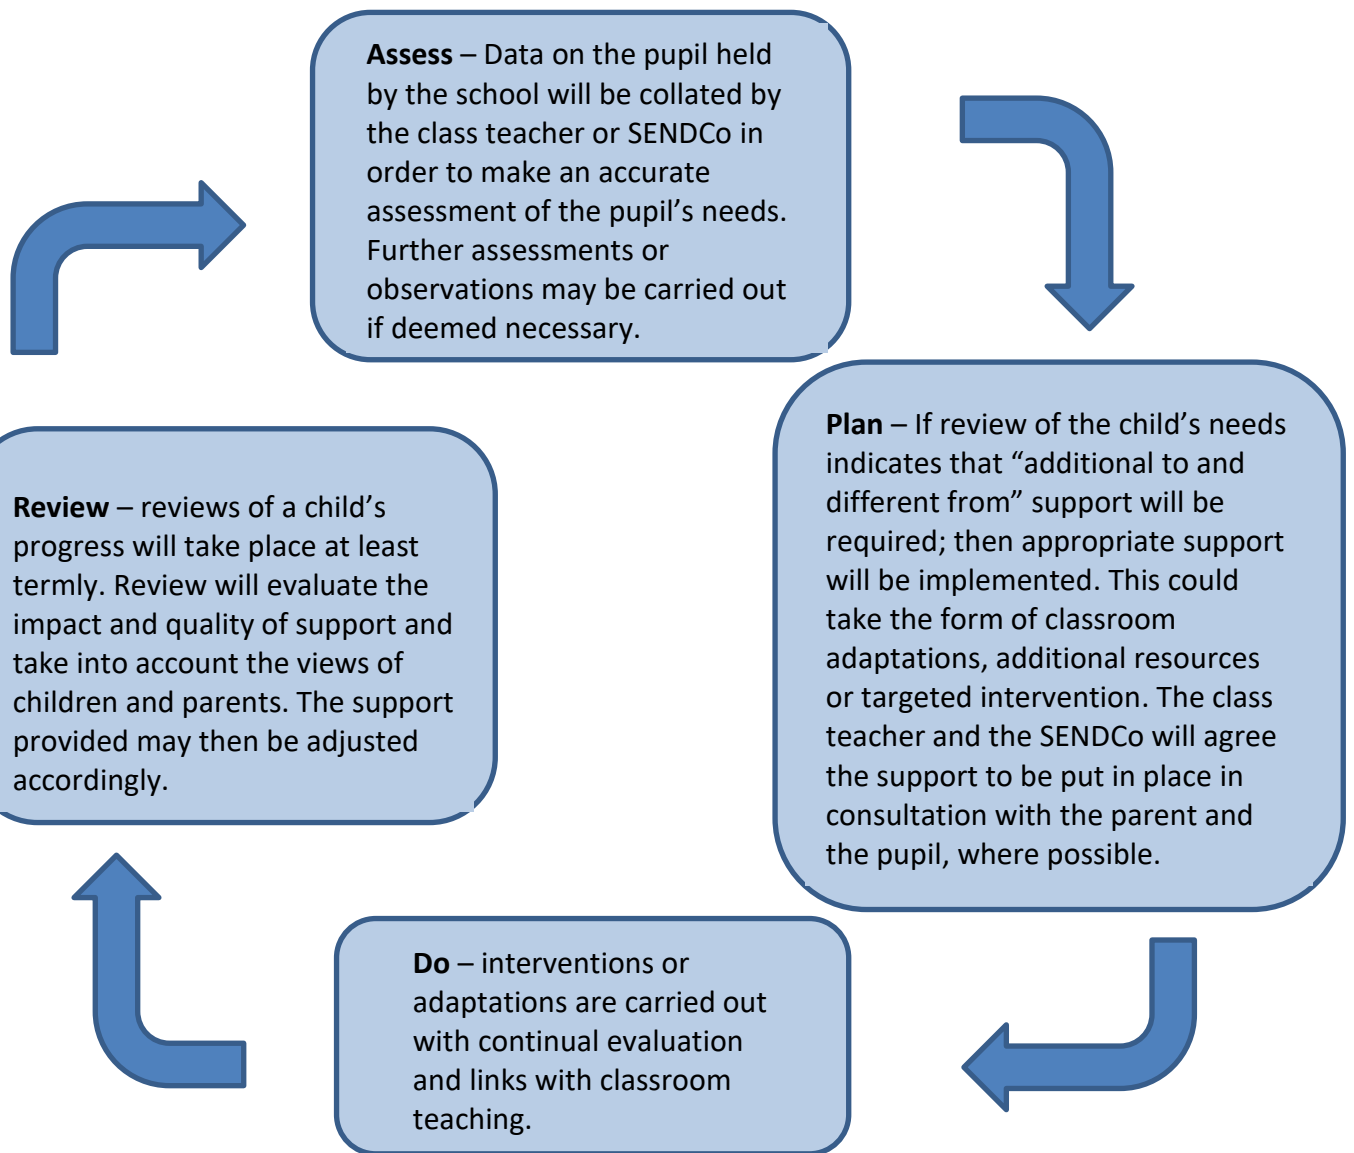 Assess – Data on the pupil held
by the school will be collated by
the class teacher or SENDCo in
order to make an accurate
assessment of the pupil’s needs.
Further assessments or
observations may be carried out
if deemed necessary.
Plan – If review of the child’s needs
indicates that “additional to and
different from” support will be
required; then appropriate support
will be implemented. This could
take the form of classroom
adaptations, additional resources
or targeted intervention. The class
teacher and the SENDCo will agree
the support to be put in place in
consultation with the parent and
the pupil, where possible.
Do – interventions or
adaptations are carried out
with continual evaluation
and links with classroom
teaching.
Review – reviews of a child’s
progress will take place at least
termly. Review will evaluate the
impact and quality of support and
take into account the views of
children and parents. The support
provided may then be adjusted
accordingly.